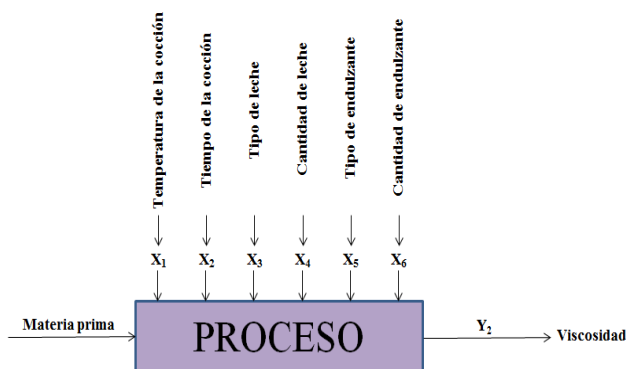 Temperatura de la cocción
Tiempo de la cocción
Tipo de leche
Cantidad de leche
Tipo de endulzante
Cantidad de endulzante
X₁
X₂
X₃
X₄
X₅
X₆
Materia prima
PROCESO
Y₂
Viscosidad